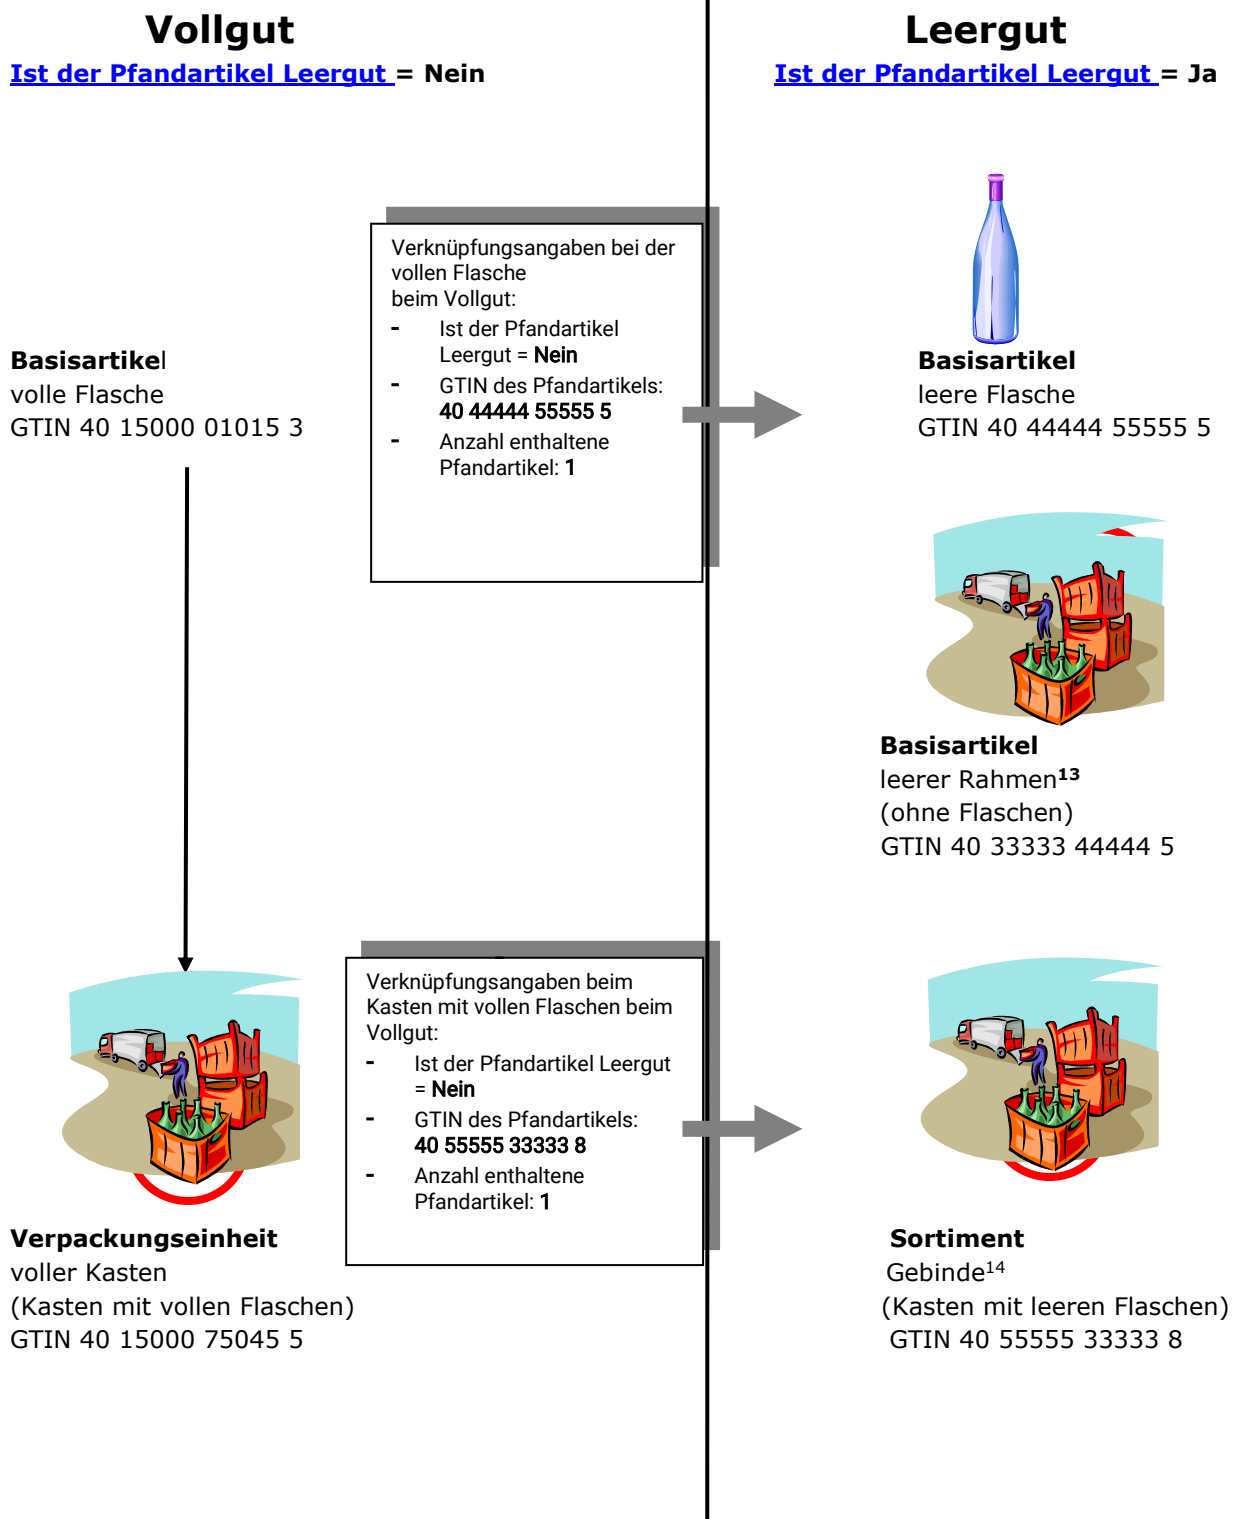 Vollgut
Ist der Pfandartikel Leergut = Nein
Leergut
Ist der Pfandartikel Leergut = Ja
Verknüpfungsangaben bei der
vollen Flasche
beim Vollgut:
- Ist der Pfandartikel
Leergut = Nein
- GTIN des Pfandartikels:
40 44444 55555 5
- Anzahl enthaltene
Pfandartikel: 1
Basisartikel
volle Flasche
GTIN 40 15000 01015 3
Basisartikel
leere Flasche
GTIN 40 44444 55555 5
Basisartikel
leerer Rahmen13
(ohne Flaschen)
GTIN 40 33333 44444 5
Verknüpfungsangaben beim
Kasten mit vollen Flaschen beim
Vollgut:
- Ist der Pfandartikel Leergut
= Nein
- GTIN des Pfandartikels:
40 55555 33333 8
- Anzahl enthaltene
Pfandartikel: 1
Verpackungseinheit
voller Kasten
(Kasten mit vollen Flaschen)
GTIN 40 15000 75045 5
Sortiment
Gebinde14
(Kasten mit leeren Flaschen)
GTIN 40 55555 33333 8